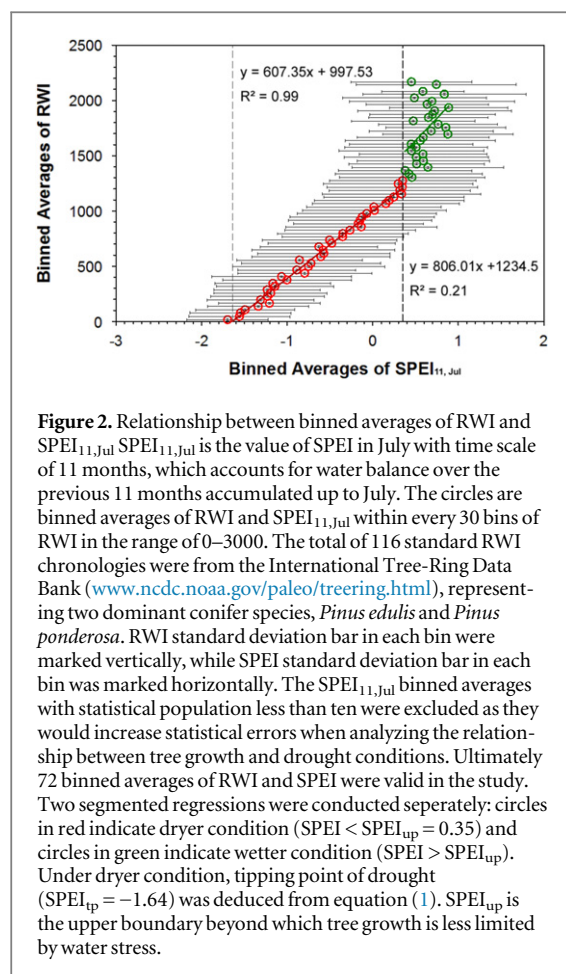 2500
2000
1500
1000
500
0
Binned Averages of RWI
y = 607.35x + 997.53
R² = 0.99
y = 806.01x +1234.5
R² = 0.21
-3 -2 -1 0 1 2
Binned Averages of SPEI11, Jul
Figure 2. Relationship between binned averages of RWI and
SPEI11,Jul SPEI11,Jul is the value of SPEI in July with time scale
of 11 months, which accounts for water balance over the
previous 11 months accumulated up to July. The circles are
binned averages of RWI and SPEI11,Jul within every 30 bins of
RWI in the range of 0–3000. The total of 116 standard RWI
chronologies were from the International Tree-Ring Data
Bank (www.ncdc.noaa.gov/paleo/treering.html), represent-
ing two dominant conifer species, Pinus edulis and Pinus
ponderosa. RWI standard deviation bar in each bin were
marked vertically, while SPEI standard deviation bar in each
bin was marked horizontally. The SPEI11,Jul binned averages
with statistical population less than ten were excluded as they
would increase statistical errors when analyzing the relation-
ship between tree growth and drought conditions. Ultimately
72 binned averages of RWI and SPEI were valid in the study.
Two segmented regressions were conducted seperately: circles
in red indicate dryer condition (SPEI < SPEIup = 0.35) and
circles in green indicate wetter condition (SPEI > SPEIup).
Under dryer condition, tipping point of drought
(SPEItp = −1.64) was deduced from equation (1). SPEIup is
the upper boundary beyond which tree growth is less limited
by water stress.